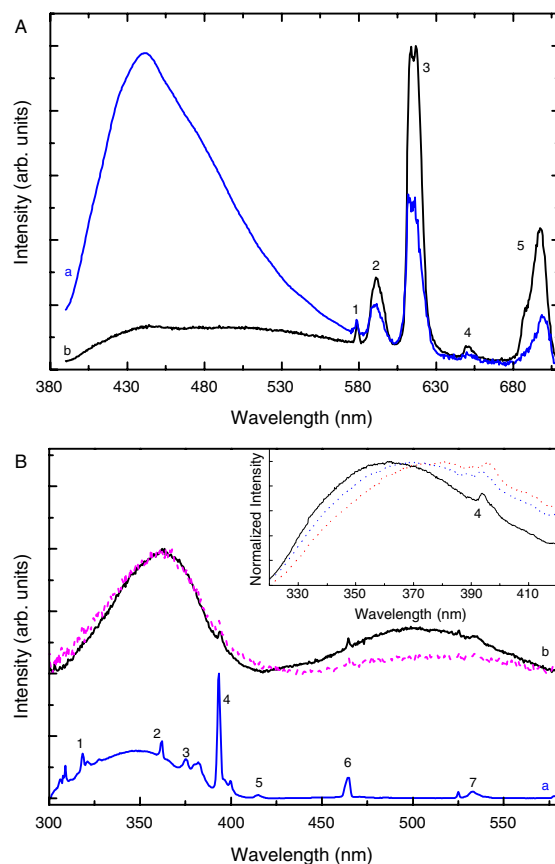 A
Intensity (arb. units)
a
b
1
2
3
4
5
380 430 480 530 580 630 680
Wavelength (nm)
B
Intensity (arb. units)
Normalized Intensity
4
330 370 390 410
350
Wavelength (nm)
b
1
2
3
4
5
6
7
a
300 350 400 450 500 550
Wavelength (nm)